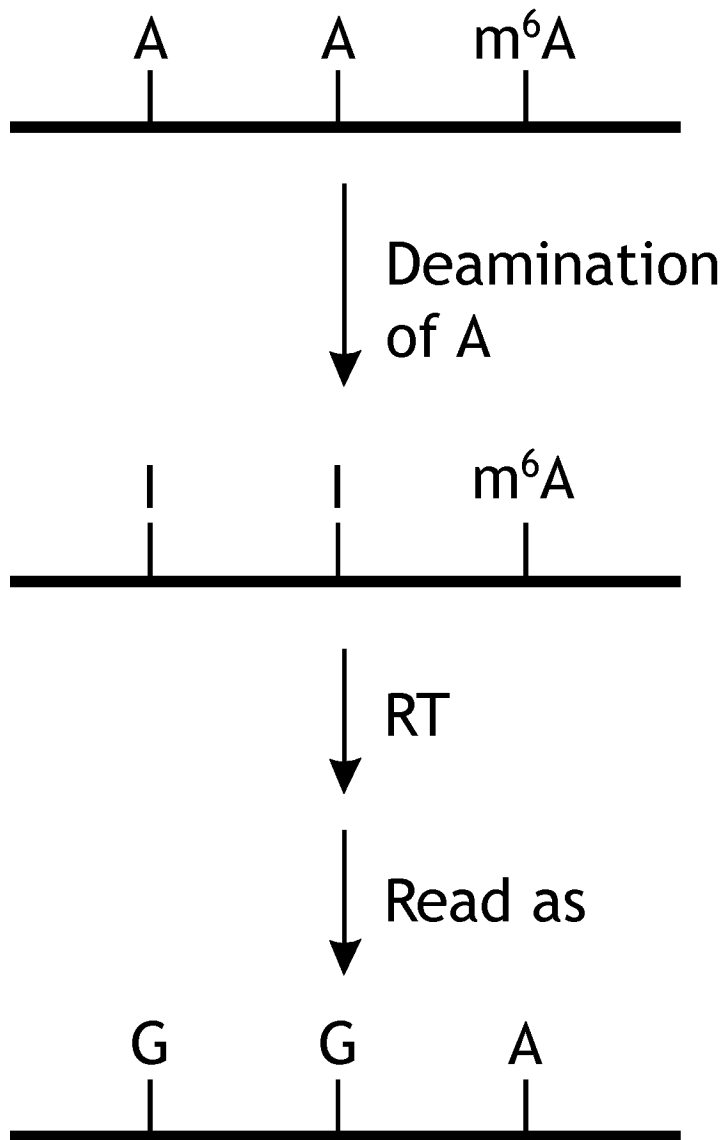 A A m⁶A
Deamination
of A
I I m⁶A
RT
Read as
G G A